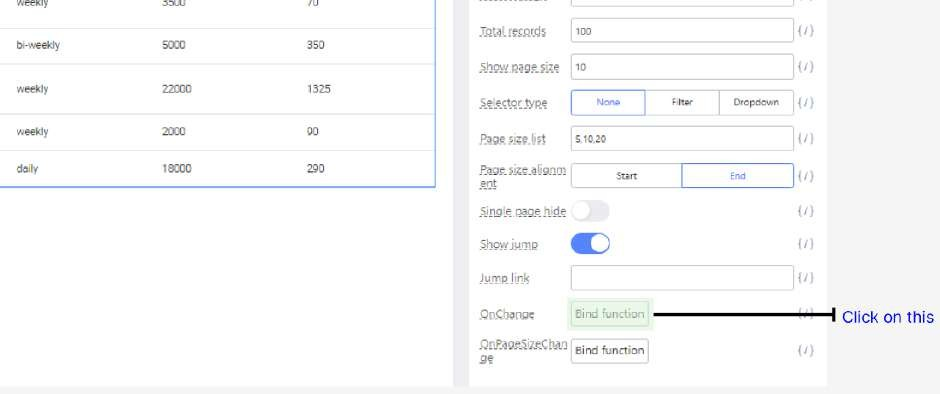 weekly 3500 70
bi-weekly 5000 350
weekly 22000 1325
weekly 2000 90
daily 18000 290
Total records 100 {/}
Show page size 10 {/}
Selector type None Filter Dropdown {/}
Page size list 5,10,20 {/}
Page size alignm
ent Start End {/}
Single page hide {/}
Show jump {/}
Jump link {/}
OnChange Bind function {/} Click on this
OnPageSizeChan
ge Bind function {/}